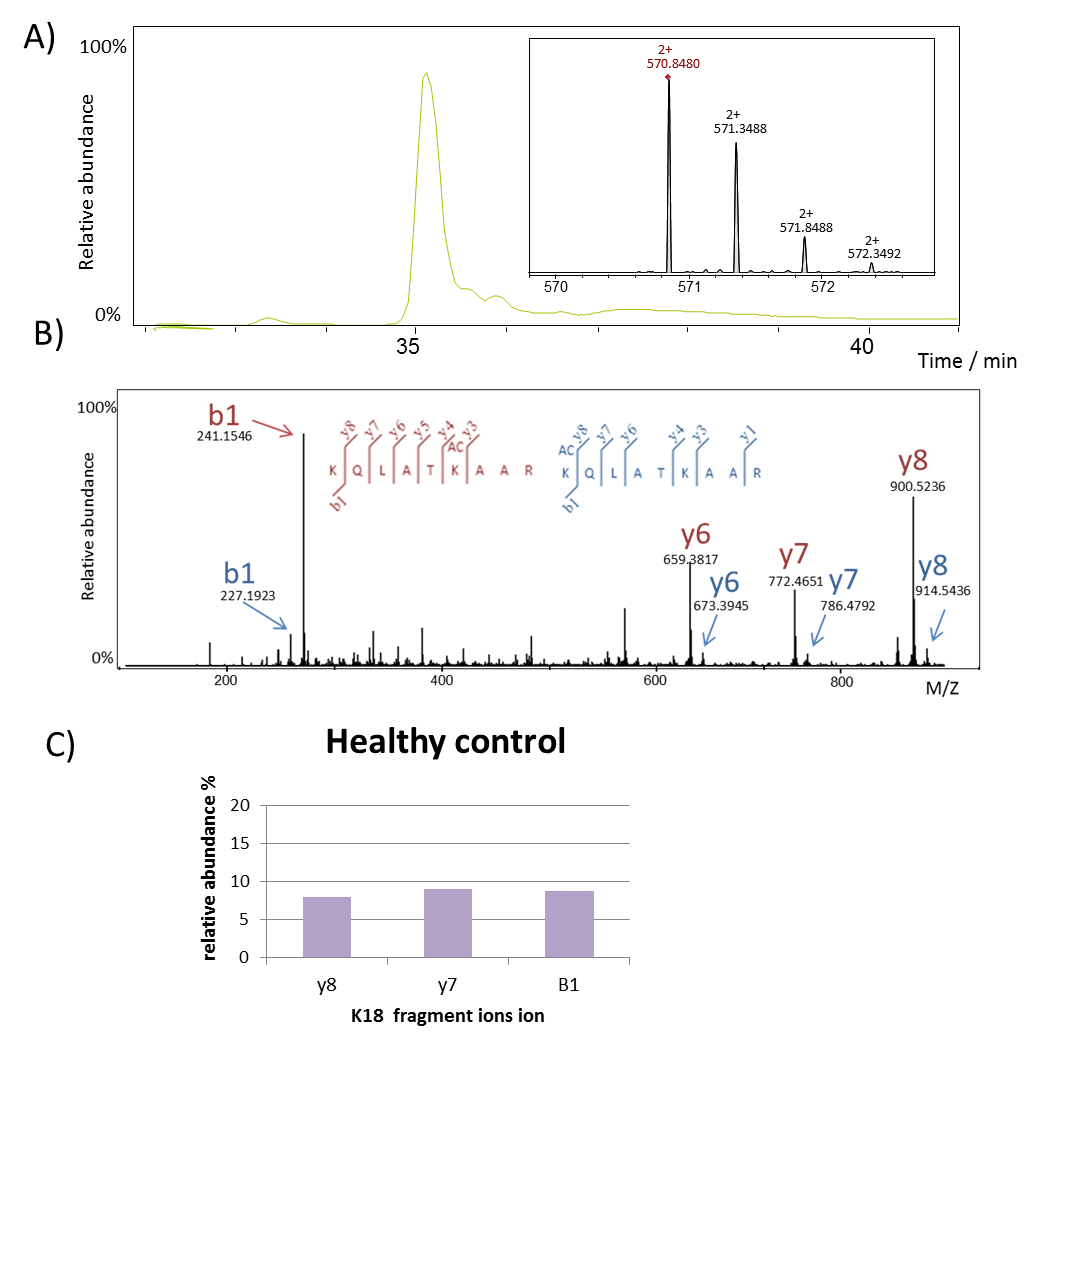 A)
100%
Relative abundance
0%
2+
570.8480
2+
571.3488
2+
571.8488
2+
572.3492
570 571 572
35 40
Time / min
B)
100%
Relative abundance
0%
b1
241.1546
b1
227.1923
y8 y7 y6 y5 y4 y3
AC
K Q L A T K A A R
b1
y8 y7 y6 y4 y3 y1
AC
K Q L A T K A A R
b1
y6
659.3817
y6
673.3945
y7
772.4651
y7
786.4792
y8
900.5236
y8
914.5436
200 400 600 800
M/Z
C)
Healthy control
relative abundance %
20
15
10
5
0
y8 y7 B1
K18 fragment ions ion